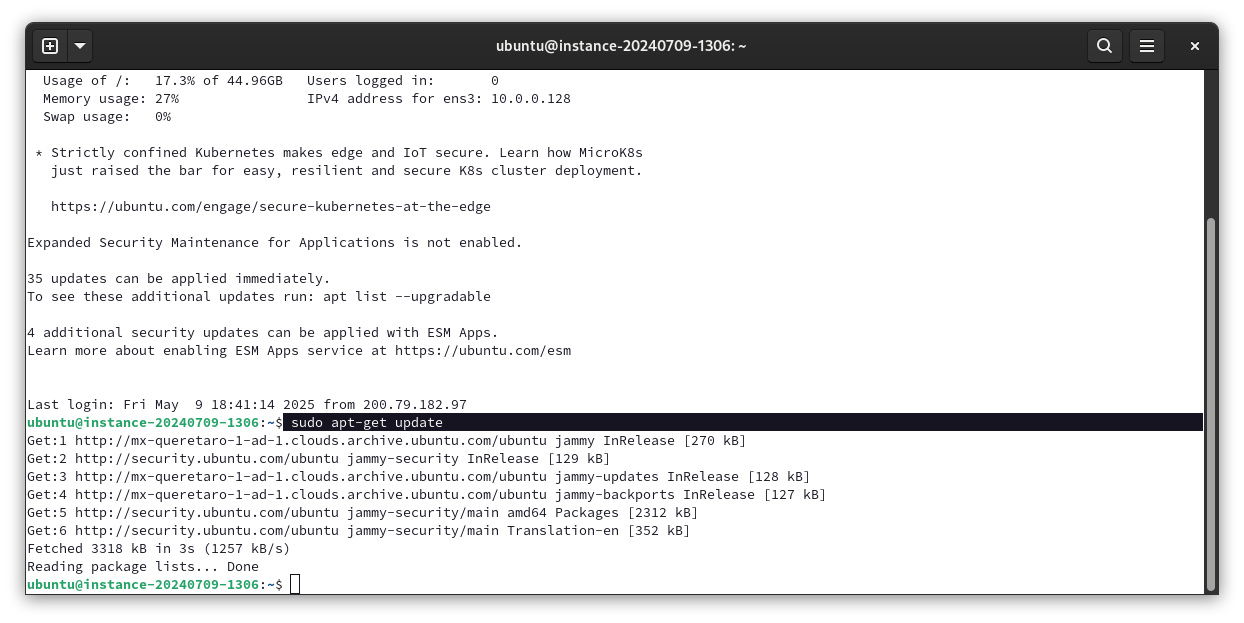 ubuntu@instance-20240709-1306: ~
Usage of /:   17.3% of 44.96GB   Users logged in:       0
Memory usage: 27%                IPv4 address for ens3: 10.0.0.128
Swap usage:   0%
* Strictly confined Kubernetes makes edge and IoT secure. Learn how MicroK8s
just raised the bar for easy, resilient and secure K8s cluster deployment.
https://ubuntu.com/engage/secure-kubernetes-at-the-edge
Expanded Security Maintenance for Applications is not enabled.
35 updates can be applied immediately.
To see these additional updates run: apt list --upgradable
4 additional security updates can be applied with ESM Apps.
Learn more about enabling ESM Apps service at https://ubuntu.com/esm
Last login: Fri May  9 18:41:14 2025 from 200.79.182.97
ubuntu@instance-20240709-1306:~$ sudo apt-get update
Get:1 http://mx-queretaro-1-ad-1.clouds.archive.ubuntu.com/ubuntu jammy InRelease [270 kB]
Get:2 http://security.ubuntu.com/ubuntu jammy-security InRelease [129 kB]
Get:3 http://mx-queretaro-1-ad-1.clouds.archive.ubuntu.com/ubuntu jammy-updates InRelease [128 kB]
Get:4 http://mx-queretaro-1-ad-1.clouds.archive.ubuntu.com/ubuntu jammy-backports InRelease [127 kB]
Get:5 http://security.ubuntu.com/ubuntu jammy-security/main amd64 Packages [2312 kB]
Get:6 http://security.ubuntu.com/ubuntu jammy-security/main Translation-en [352 kB]
Fetched 3318 kB in 3s (1257 kB/s)
Reading package lists... Done
ubuntu@instance-20240709-1306:~$